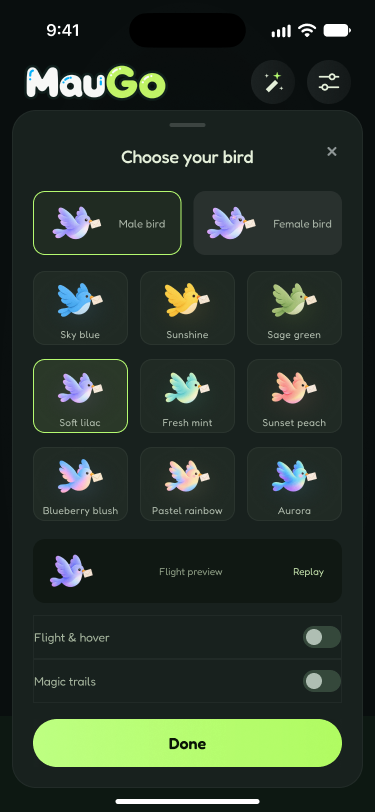 9:41
MauGo
Choose your bird
×
Male bird
Female bird
Sky blue
Sunshine
Sage green
Soft lilac
Fresh mint
Sunset peach
Blueberry blush
Pastel rainbow
Aurora
Flight preview
Replay
Flight & hover
Magic trails
Done